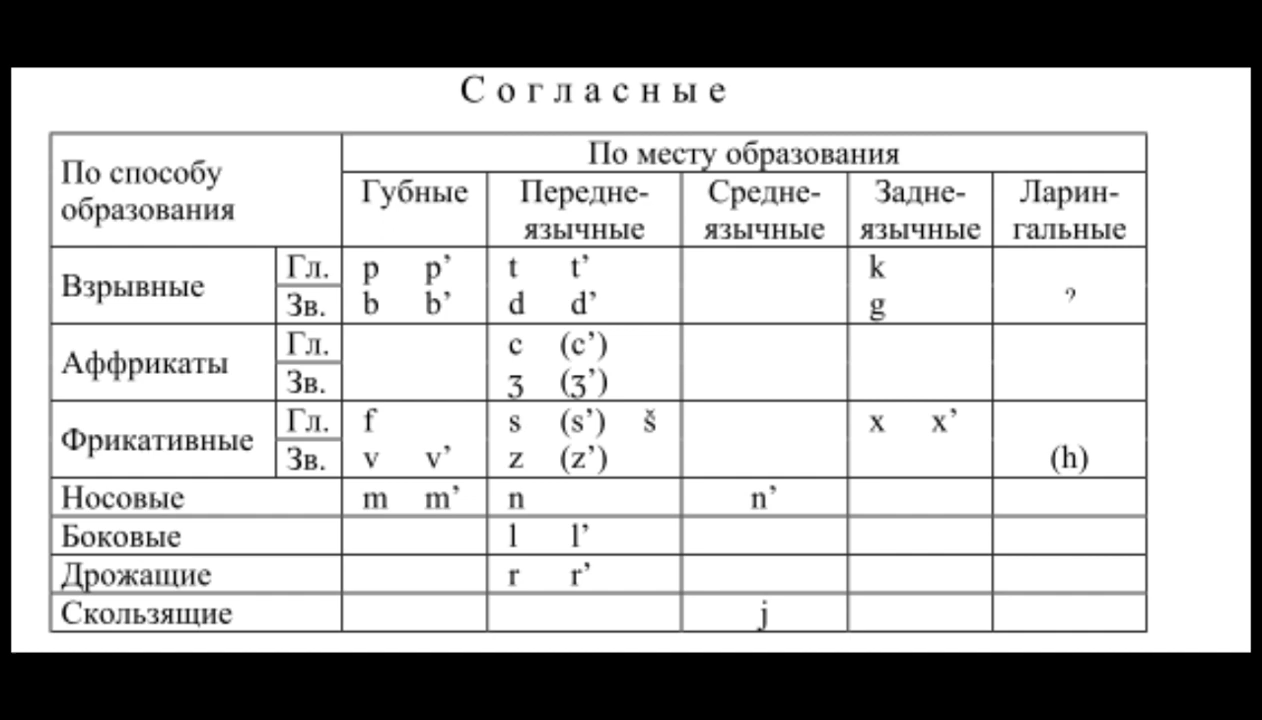 Согласные
По способу образования По месту образования
Губные Передне-язычные Средне-язычные Задне-язычные Ларин-гальные
Взрывные Гл. p p’ t t’ k
Зв. b b’ d d’ g ?
Аффрикаты Гл. c (c’)
Зв. ʒ (ʒ’)
Фрикативные Гл. f s (s’) š x x’
Зв. v v’ z (z’) (h)
Носовые m m’ n n’
Боковые l l’
Дрожащие r r’
Скользящие j